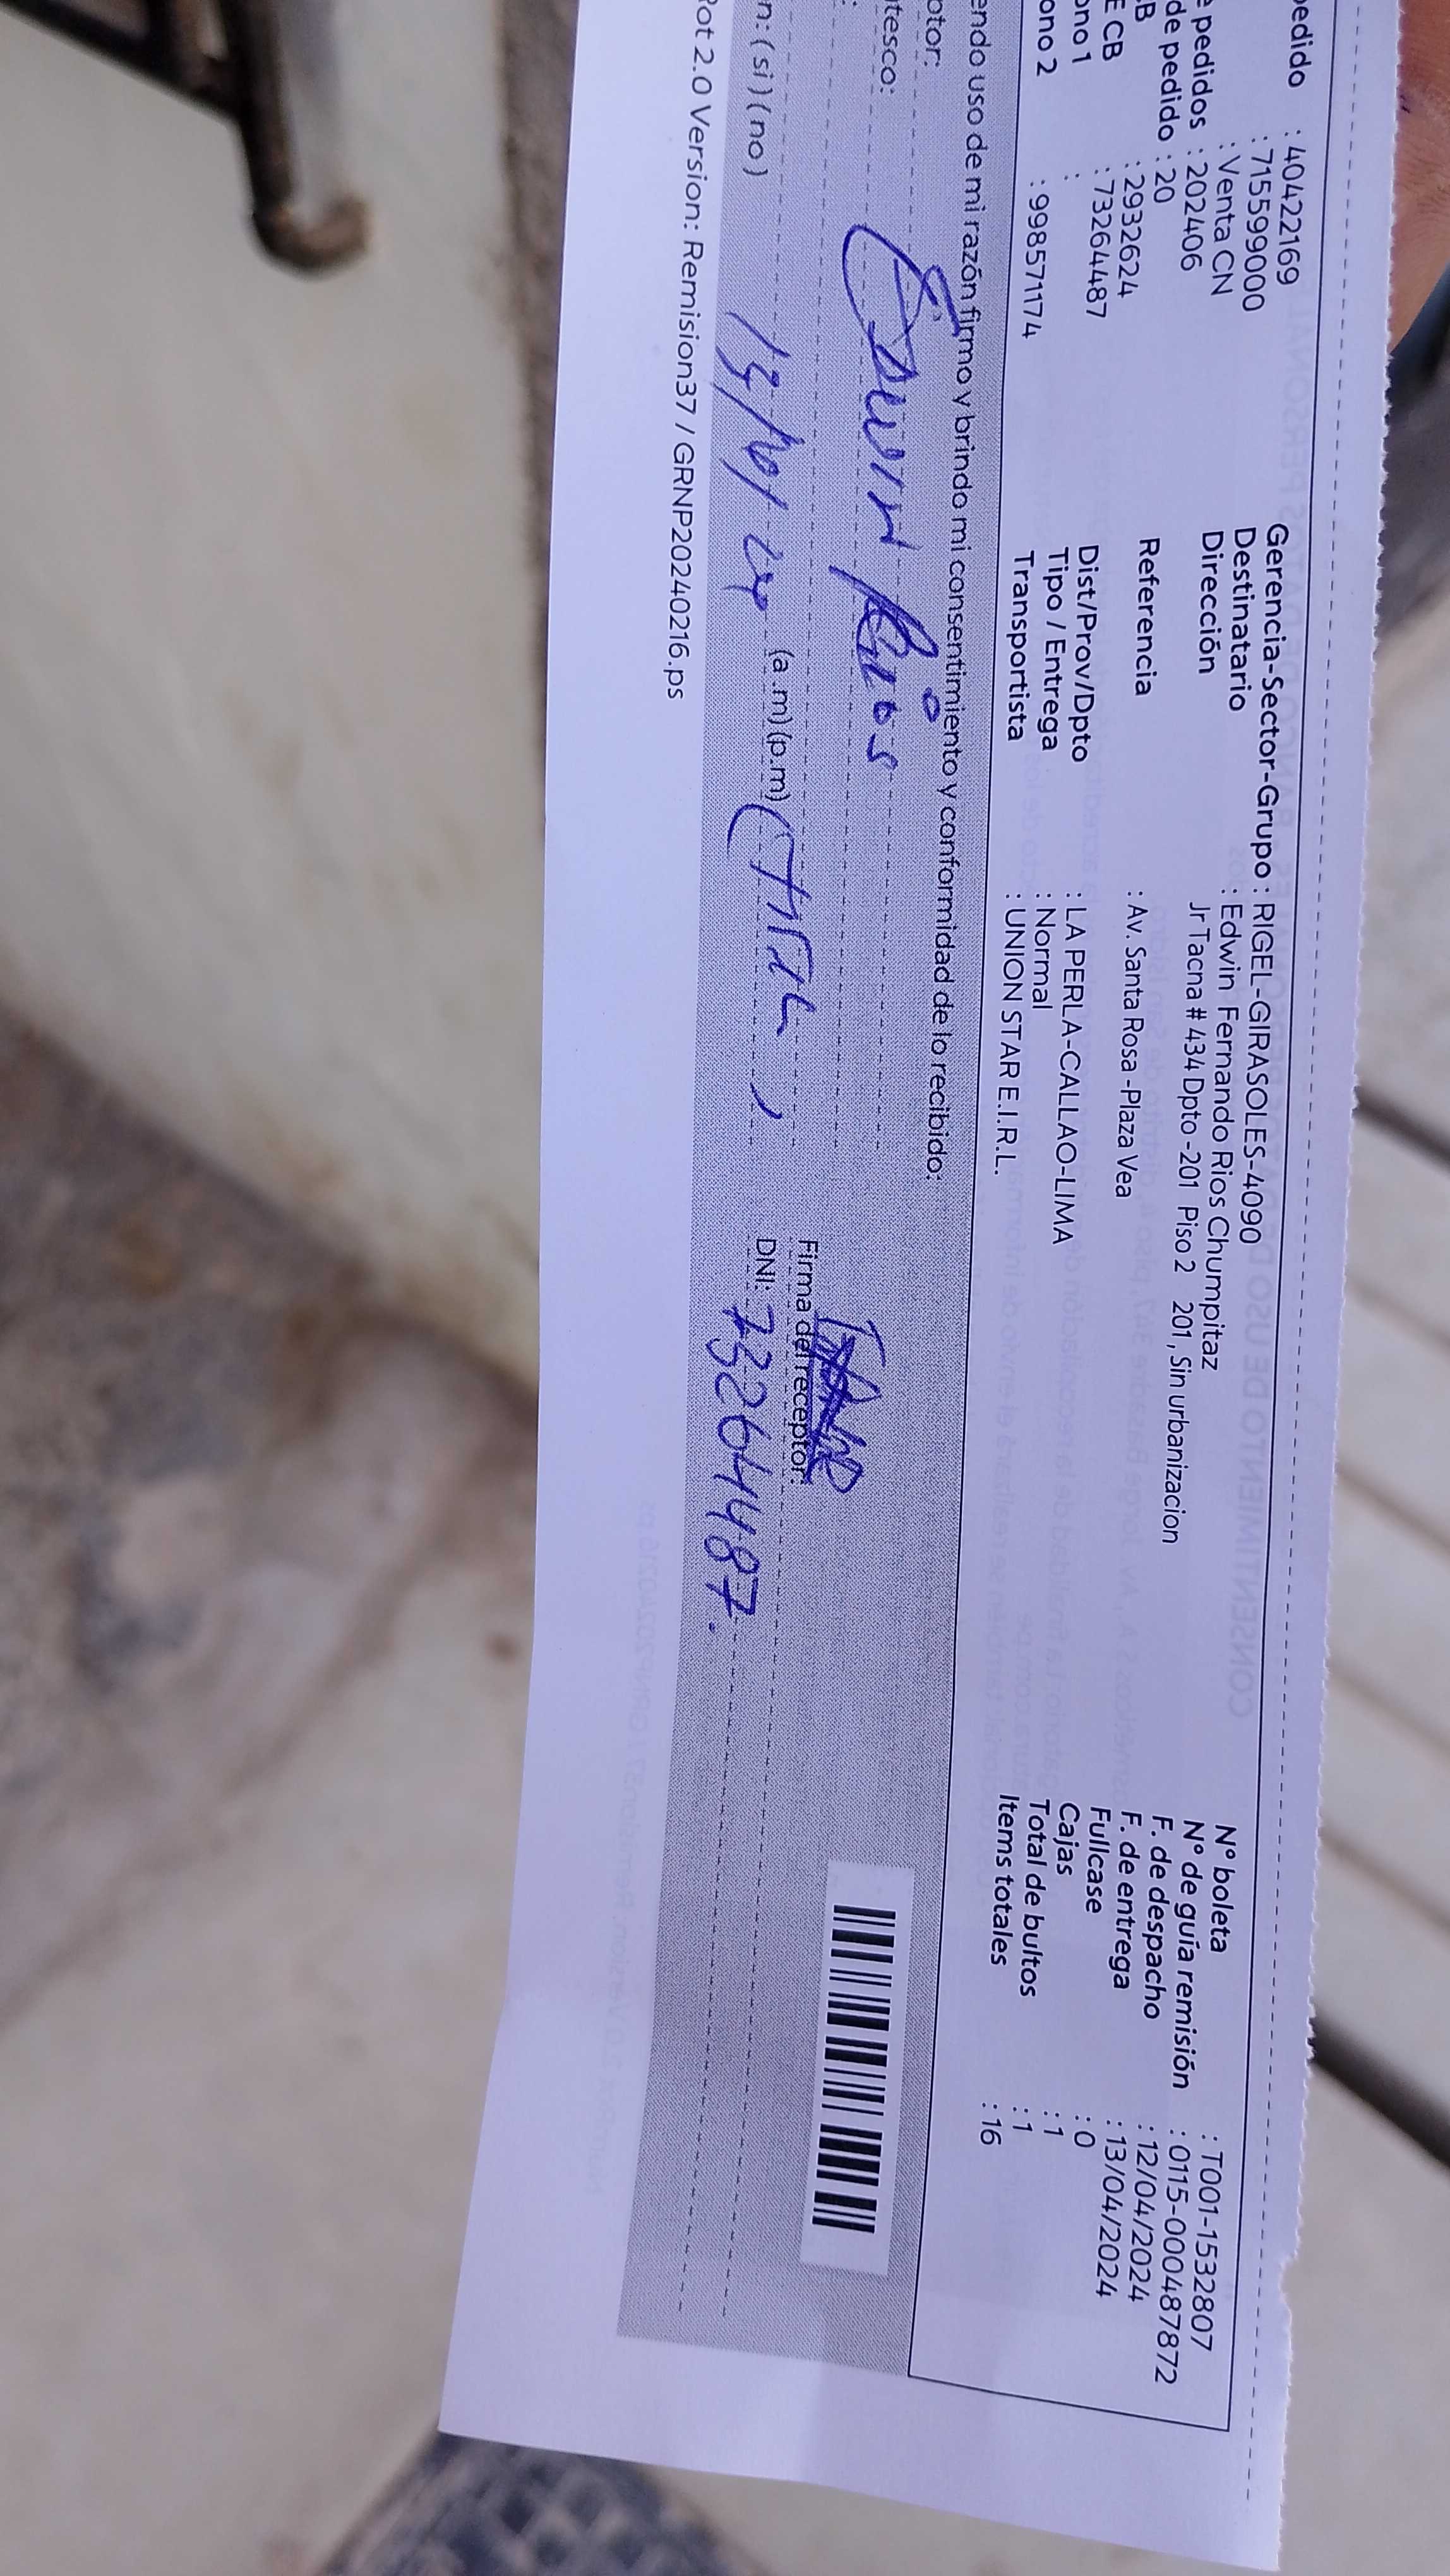 pedido : 40422169
: 715599000
: Venta CN
e pedidos : 202406
de pedido : 20
B : 2932624
E CB : 73264487
ono 1 :
ono 2 : 998571174
Gerencia-Sector-Grupo : RIGEL-GIRASOLES-4090
Destinatario : Edwin Fernando Rios Chumpitaz
Dirección Jr Tacna # 434 Dpto -201 Piso 2 201, Sin urbanizacion
Referencia : Av. Santa Rosa -Plaza Vea
Dist/Prov/Dpto : LA PERLA-CALLAO-LIMA
Tipo / Entrega : Normal
Transportista : UNION STAR E.I.R.L.
N° boleta : T001-1532807
N° de guía remisión : 0115-000487872
F. de despacho : 12/04/2024
F. de entrega : 13/04/2024
Fullcase : 0
Cajas : 1
Total de bultos : 1
Items totales : 16
endo uso de mi razón firmo y brindo mi consentimiento y conformidad de lo recibido:
ptor: Edwin Rios
ntesco:
:
Firma del receptor:
n: (si) (no) (a.m) (p.m) DNI: 73264487.
Rot 2.0 Version: Remision37 / GRNP20240216.ps